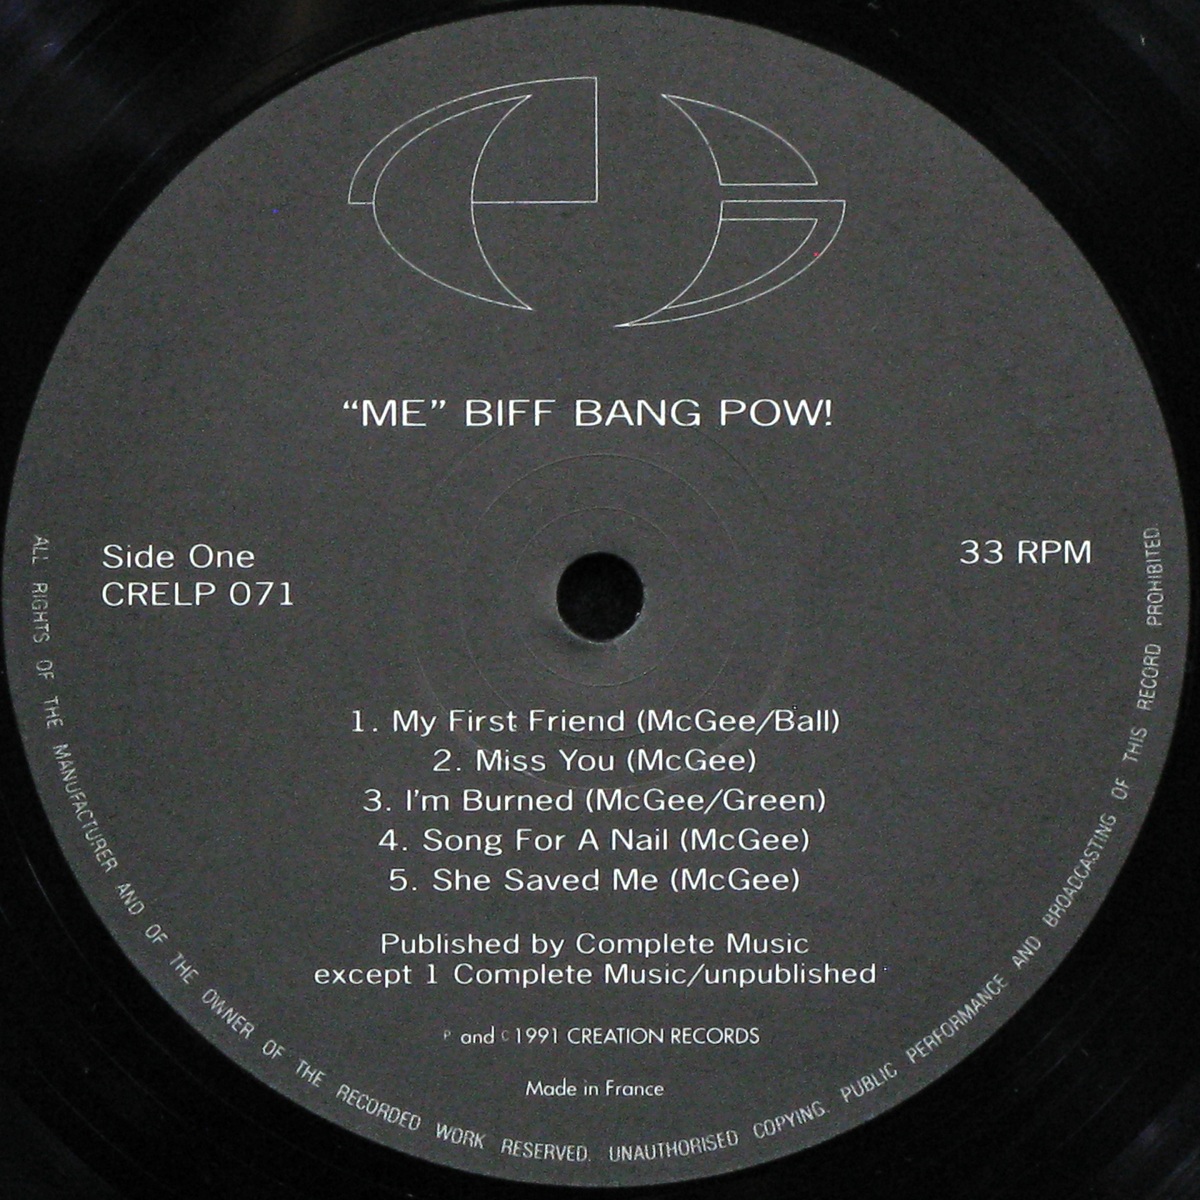 “ME” BIFF BANG POW!
Side One
CRELP 071
33 RPM
1. My First Friend (McGee/Ball)
2. Miss You (McGee)
3. I'm Burned (McGee/Green)
4. Song For A Nail (McGee)
5. She Saved Me (McGee)
Published by Complete Music
except 1 Complete Music/unpublished
℗ and © 1991 CREATION RECORDS
Made in France
ALL RIGHTS OF THE MANUFACTURER AND OF THE OWNER OF THE RECORDED WORK RESERVED. UNAUTHORISED COPYING. PUBLIC PERFORMANCE AND BROADCASTING OF THIS RECORD PROHIBITED.